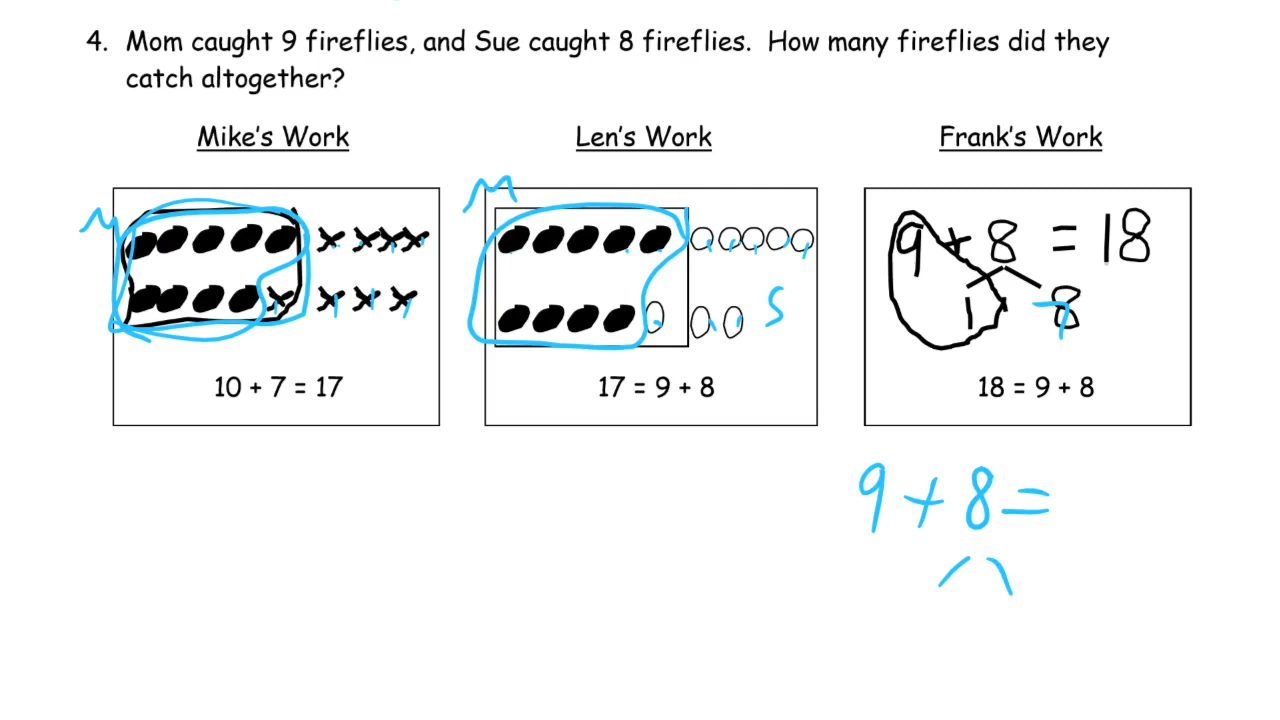 4. Mom caught 9 fireflies, and Sue caught 8 fireflies. How many fireflies did they
catch altogether?
Mike's Work
Len's Work
Frank's Work
M
M
S
9 + 8 = 18
1 8
7
10 + 7 = 17
17 = 9 + 8
18 = 9 + 8
9 + 8 =